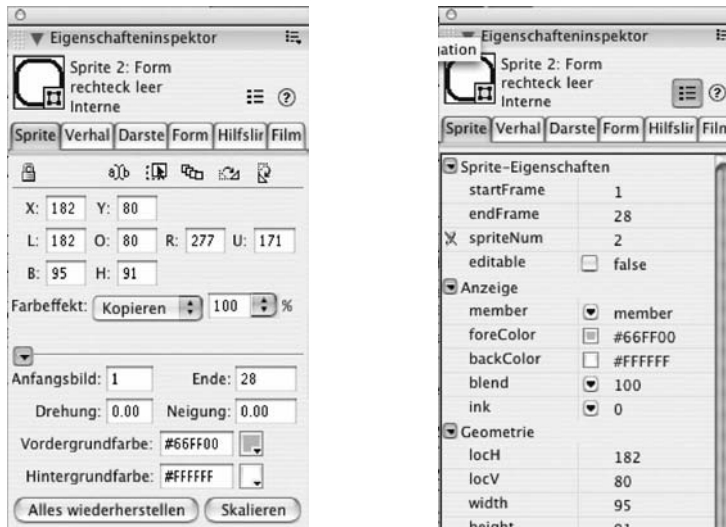 Eigenschafteninspektor
Sprite 2: Form
rechteck leer
Interne
?
Sprite Verhal Darste Form Hilfslir Film
X: 182 Y: 80
L: 182 O: 80 R: 277 U: 171
B: 95 H: 91
Farbeffekt: Kopieren 100 %
Anfangsbild: 1 Ende: 28
Drehung: 0.00 Neigung: 0.00
Vordergrundfarbe: #66FF00
Hintergrundfarbe: #FFFFFF
Alles wiederherstellen Skalieren
Eigenschafteninspektor
Sprite 2: Form
rechteck leer
Interne
?
Sprite Verhal Darste Form Hilfslir Film
Sprite-Eigenschaften
startFrame 1
endFrame 28
spriteNum 2
editable false
Anzeige
member member
foreColor #66FF00
backColor #FFFFFF
blend 100
ink 0
Geometrie
locH 182
locV 80
width 95